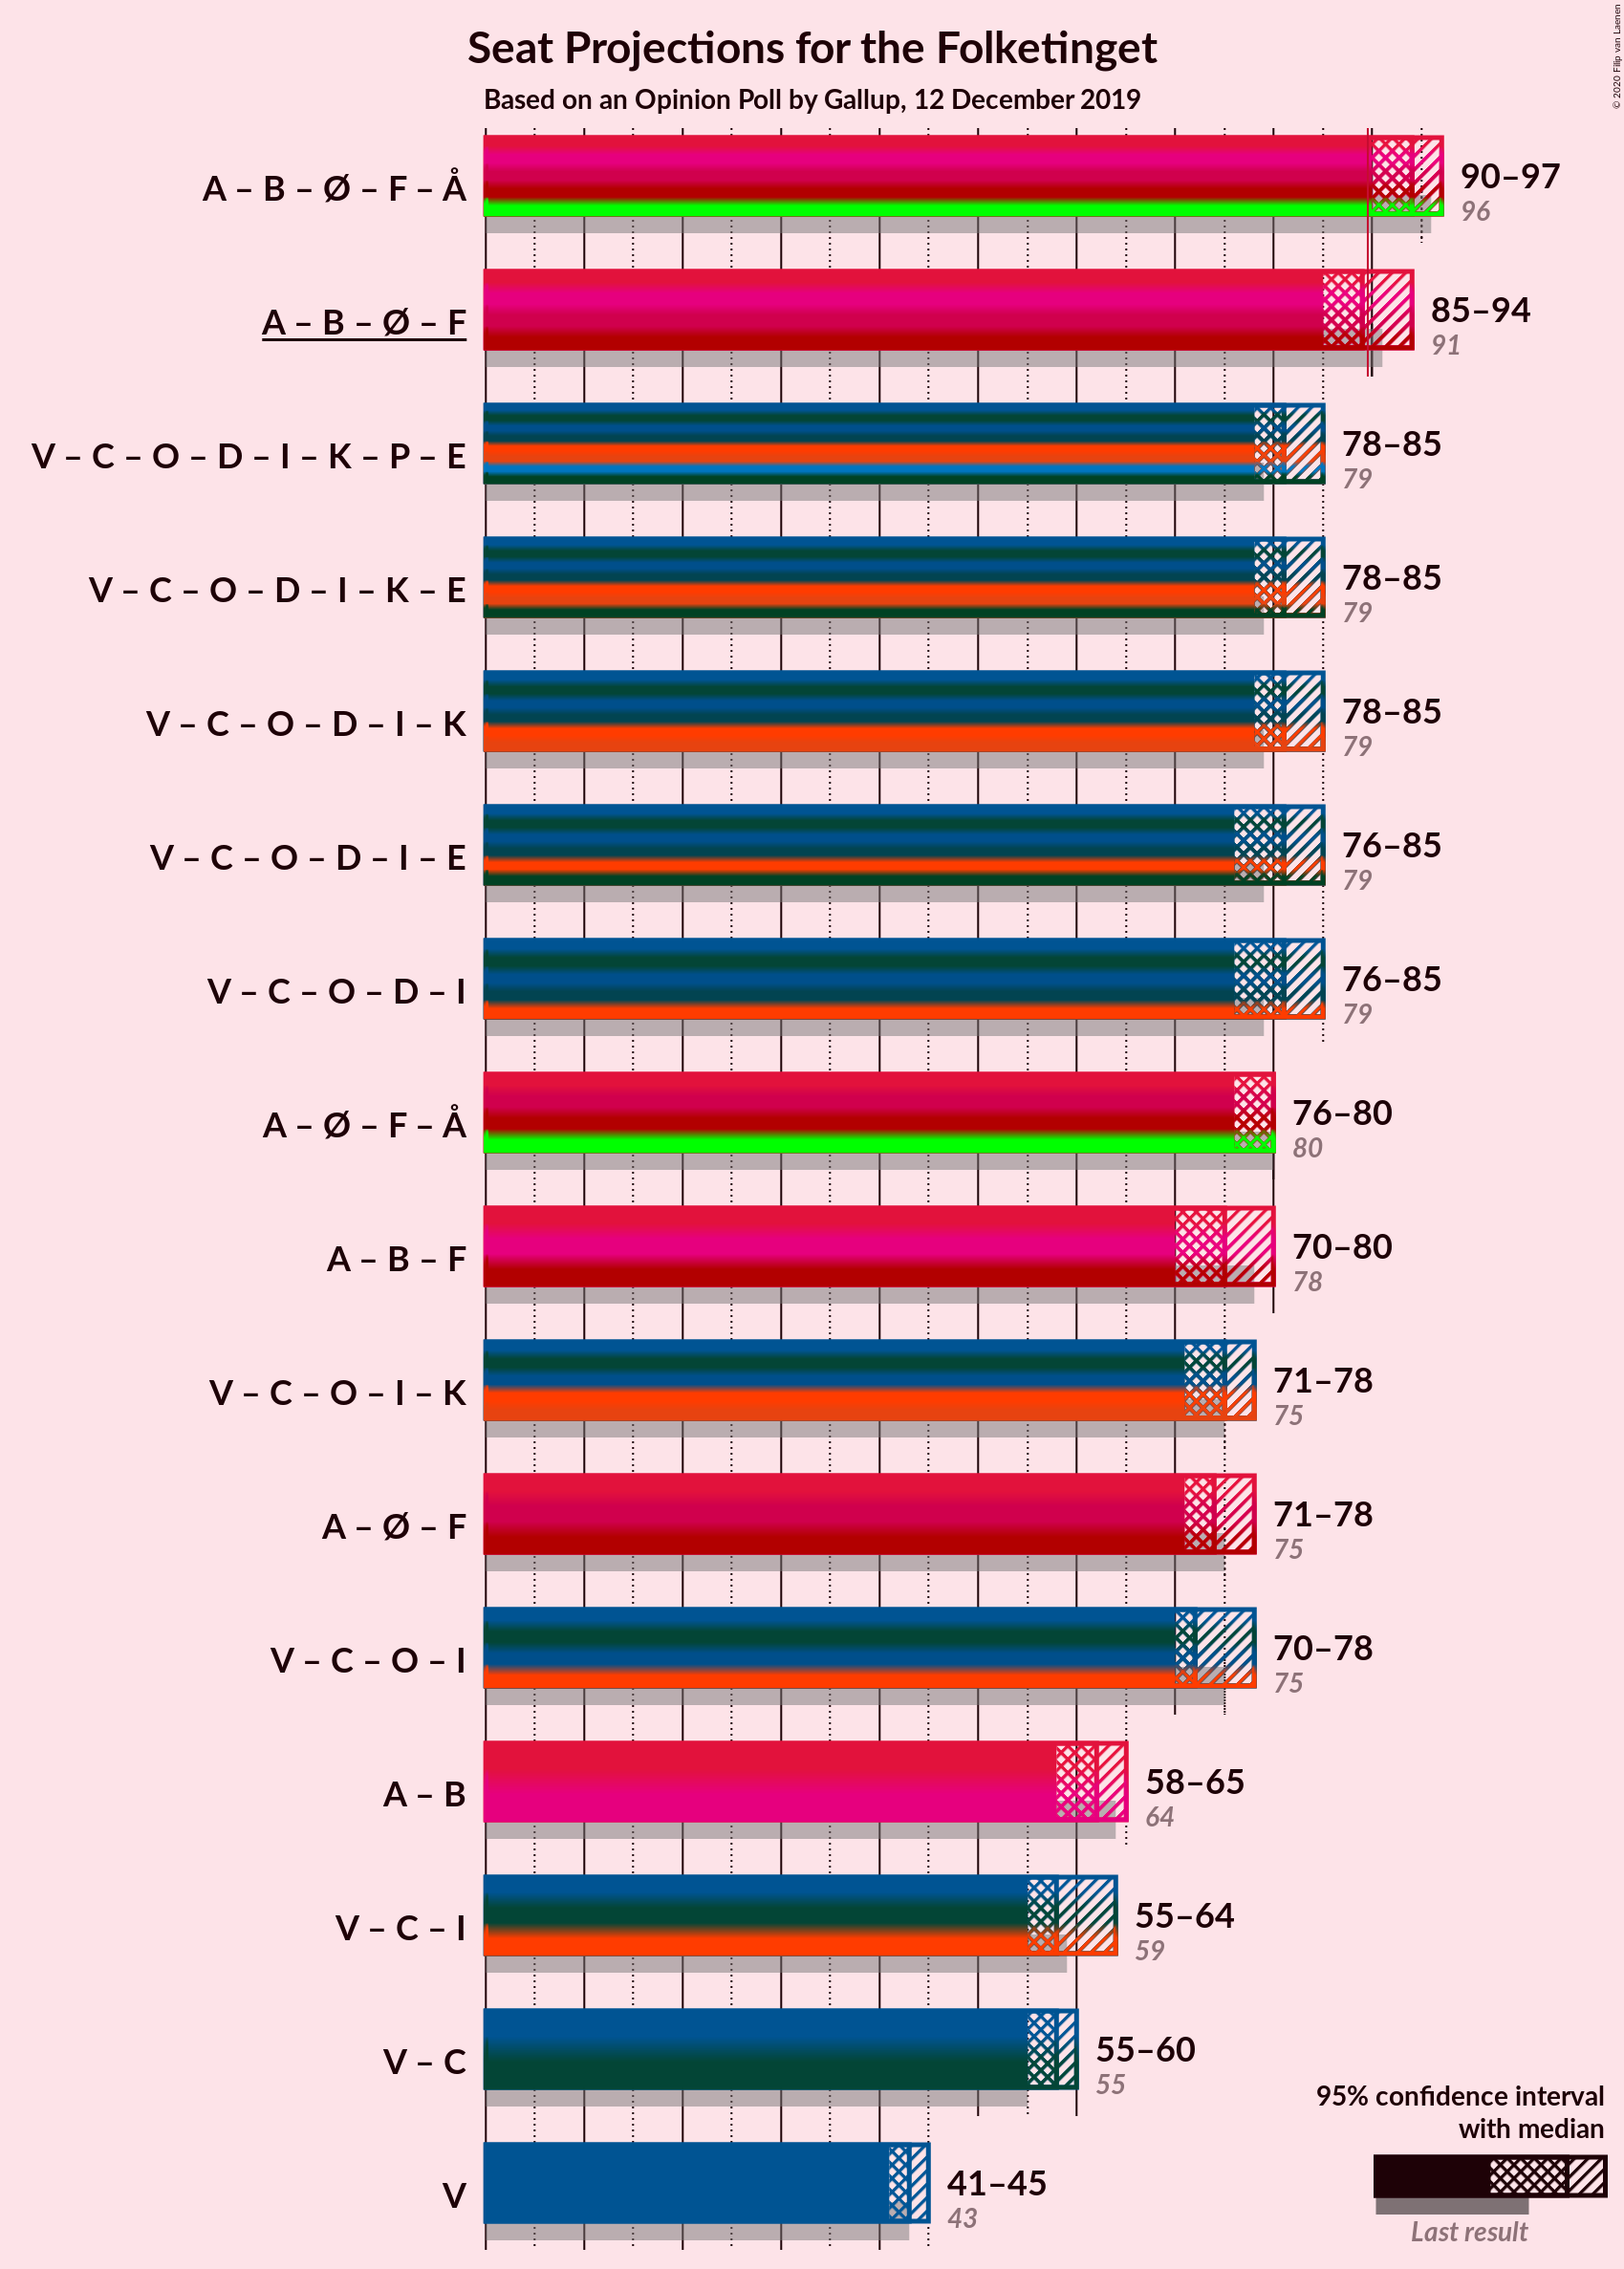 Seat Projections for the Folketinget
Based on an Opinion Poll by Gallup, 12 December 2019
© 2020 Filip van Laenen
A – B – Ø – F – Å
90–97
96
A – B – Ø – F
85–94
91
V – C – O – D – I – K – P – E
78–85
79
V – C – O – D – I – K – E
78–85
79
V – C – O – D – I – K
78–85
79
V – C – O – D – I – E
76–85
79
V – C – O – D – I
76–85
79
A – Ø – F – Å
76–80
80
A – B – F
70–80
78
V – C – O – I – K
71–78
75
A – Ø – F
71–78
75
V – C – O – I
70–78
75
A – B
58–65
64
V – C – I
55–64
59
V – C
55–60
55
V
41–45
43
95% confidence interval
with median
Last result